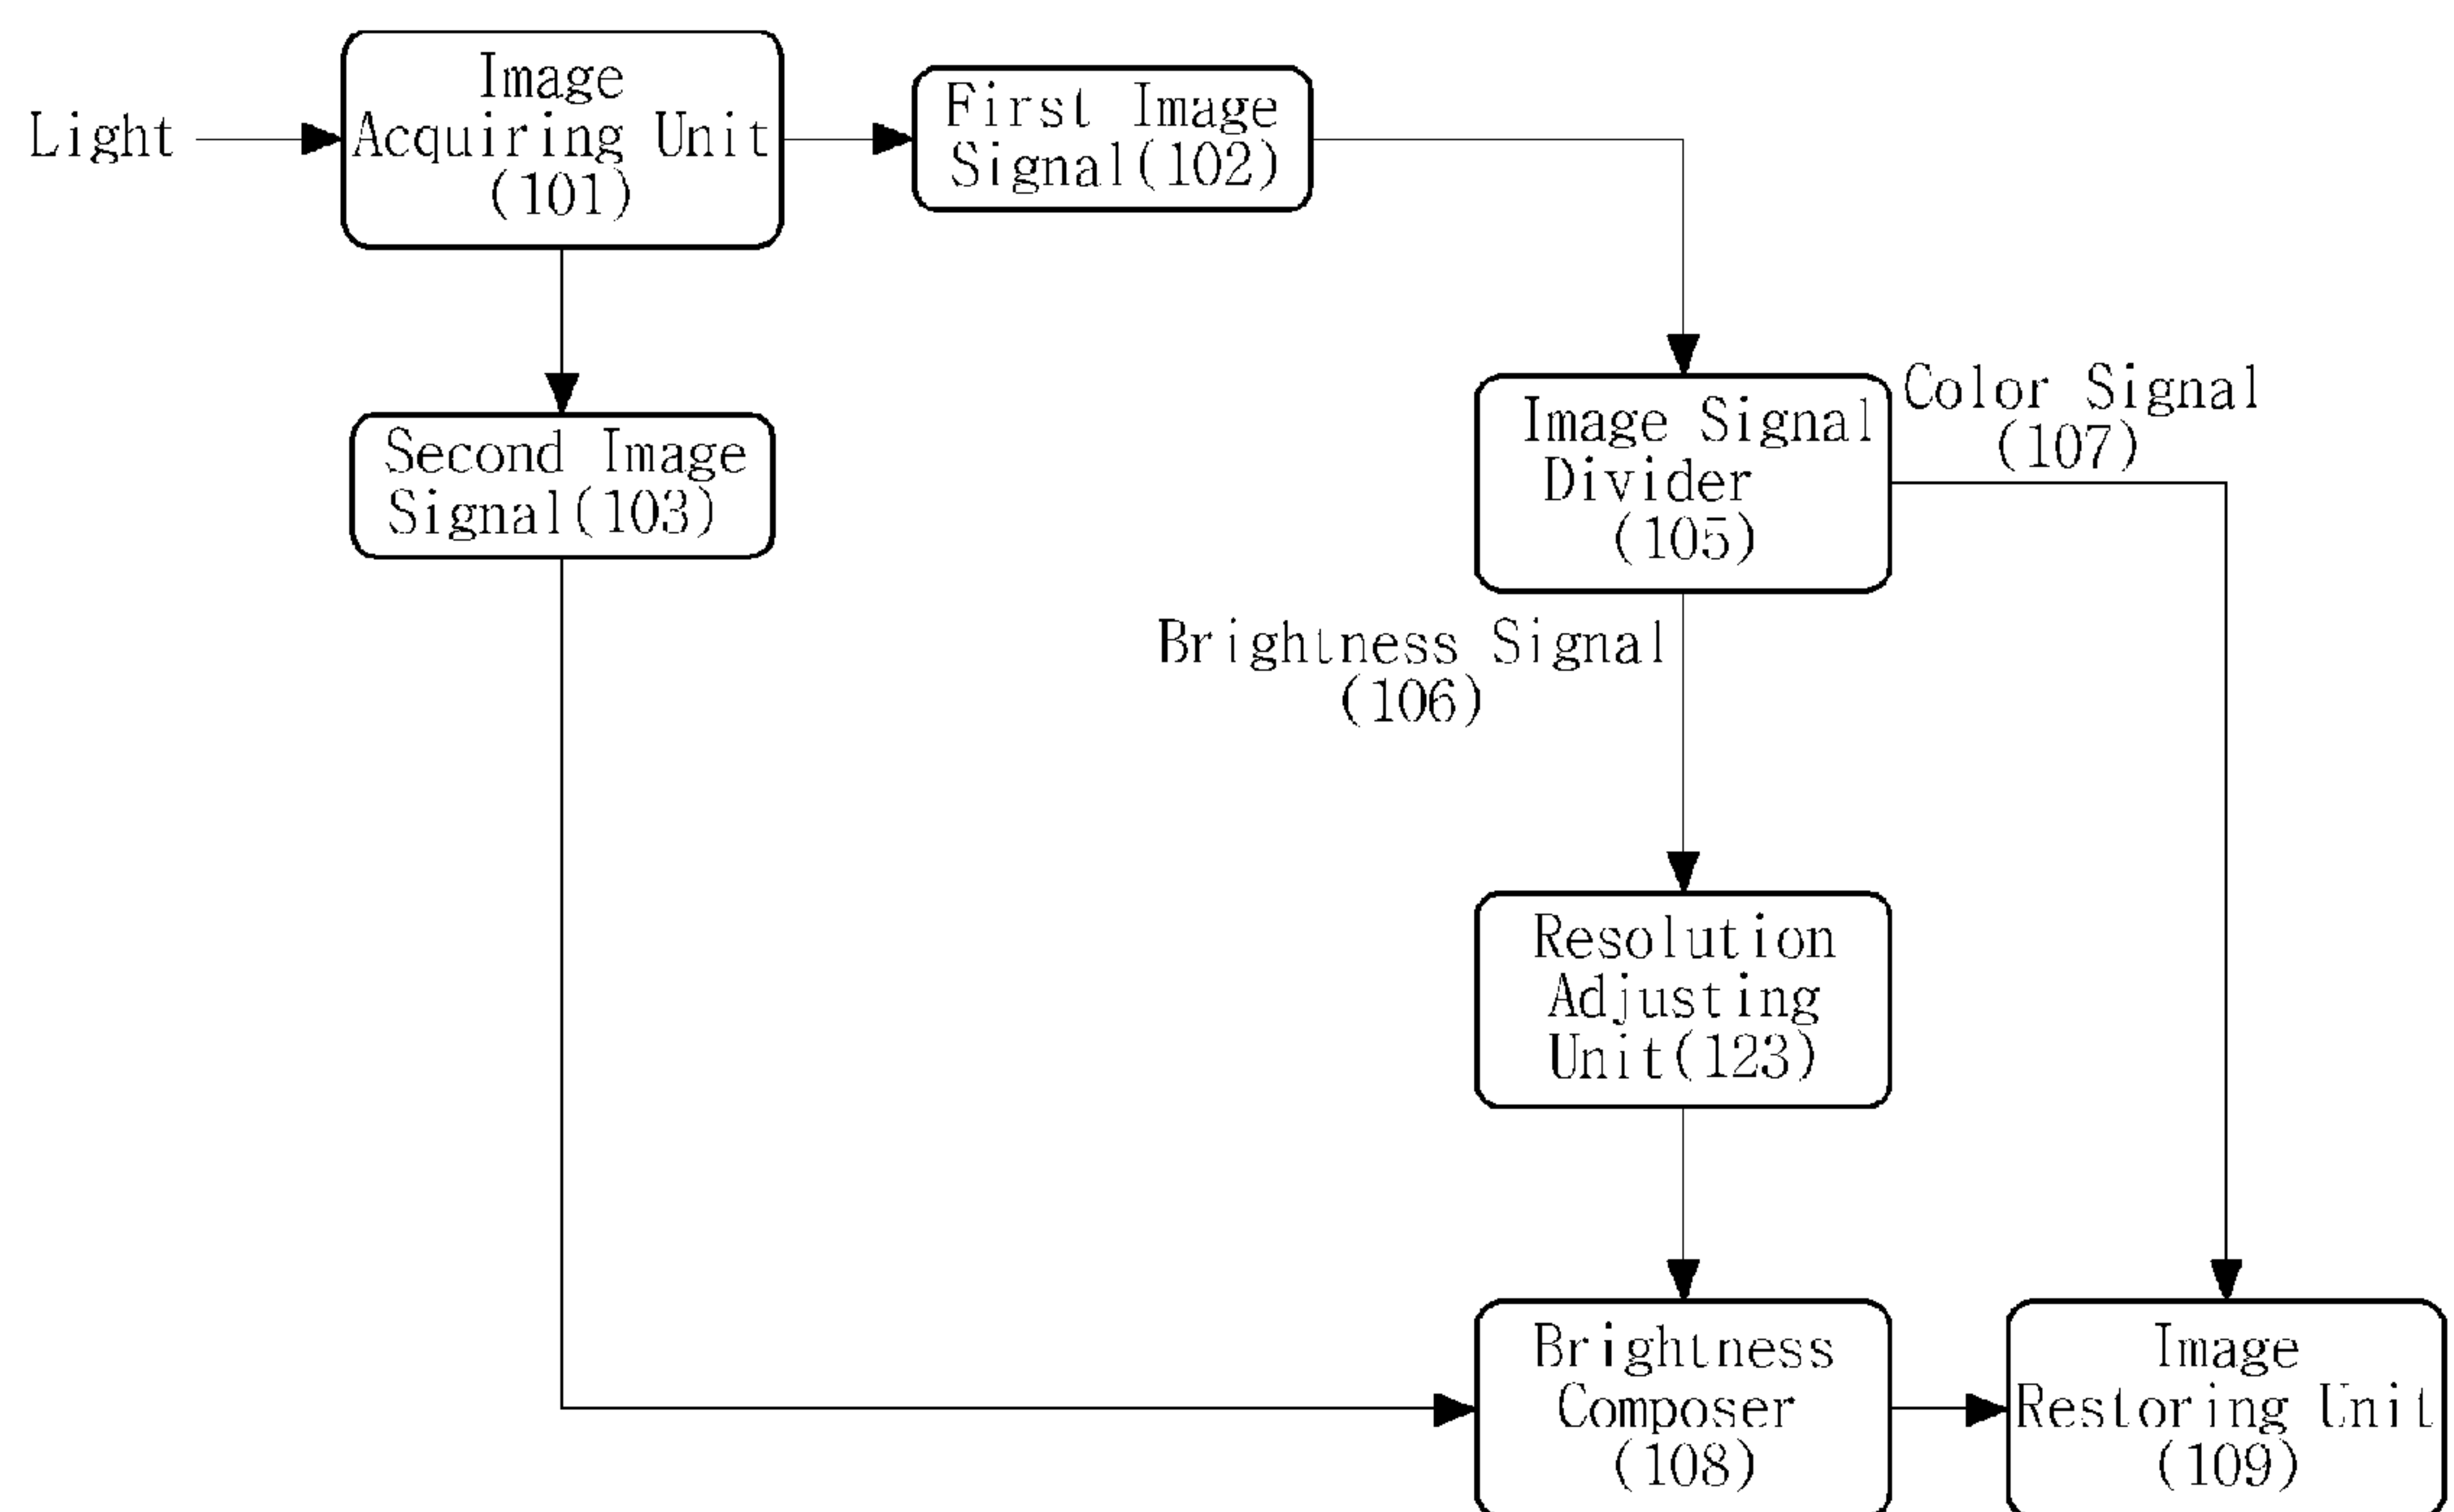 Light
Image
Acquiring Unit
(101)
First Image
Signal(102)
Second Image
Signal(103)
Image Signal
Divider
(105)
Color Signal
(107)
Brightness Signal
(106)
Resolution
Adjusting
Unit(123)
Brightness
Composer
(108)
Image
Restoring Unit
(109)